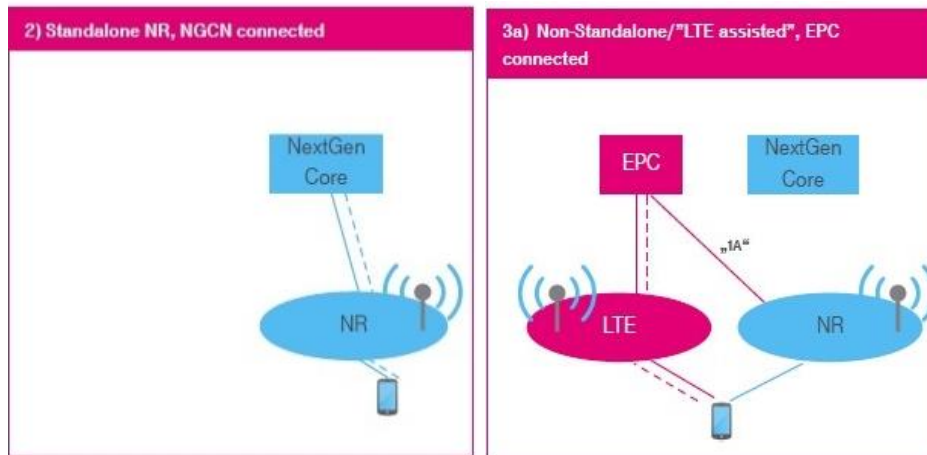 2) Standalone NR, NGCN connected
NextGen
Core
NR
3a) Non-Standalone/"LTE assisted", EPC
connected
EPC
NextGen
Core
„1A“
LTE
NR